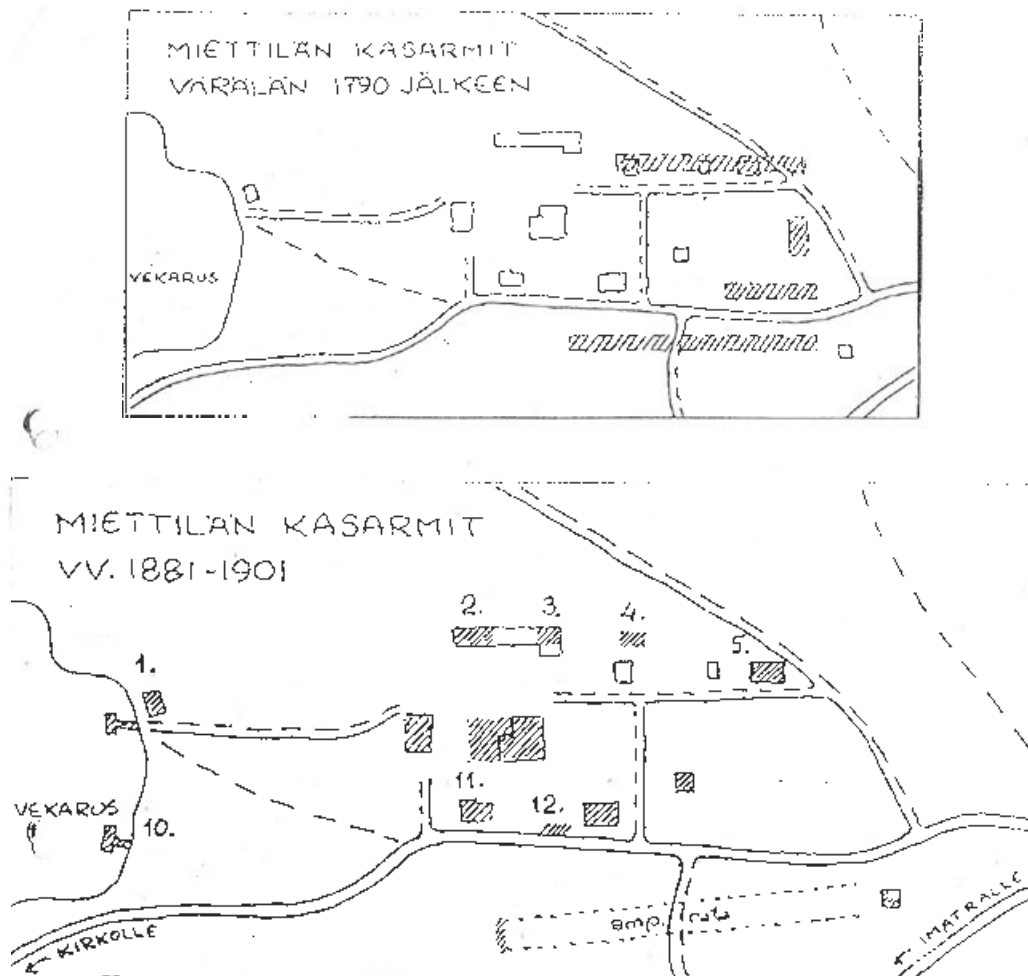 MIETTILÄN KASARMIT
VÄRÄLÄN 1790 JÄLKEEN
VEKARUS
MIETTILÄN KASARMIT
VV. 1881-1901
2.
3.
4.
5.
1.
11.
12.
VEKARUS
10.
amp. rata
KIRKOLLE
IMATRALLE